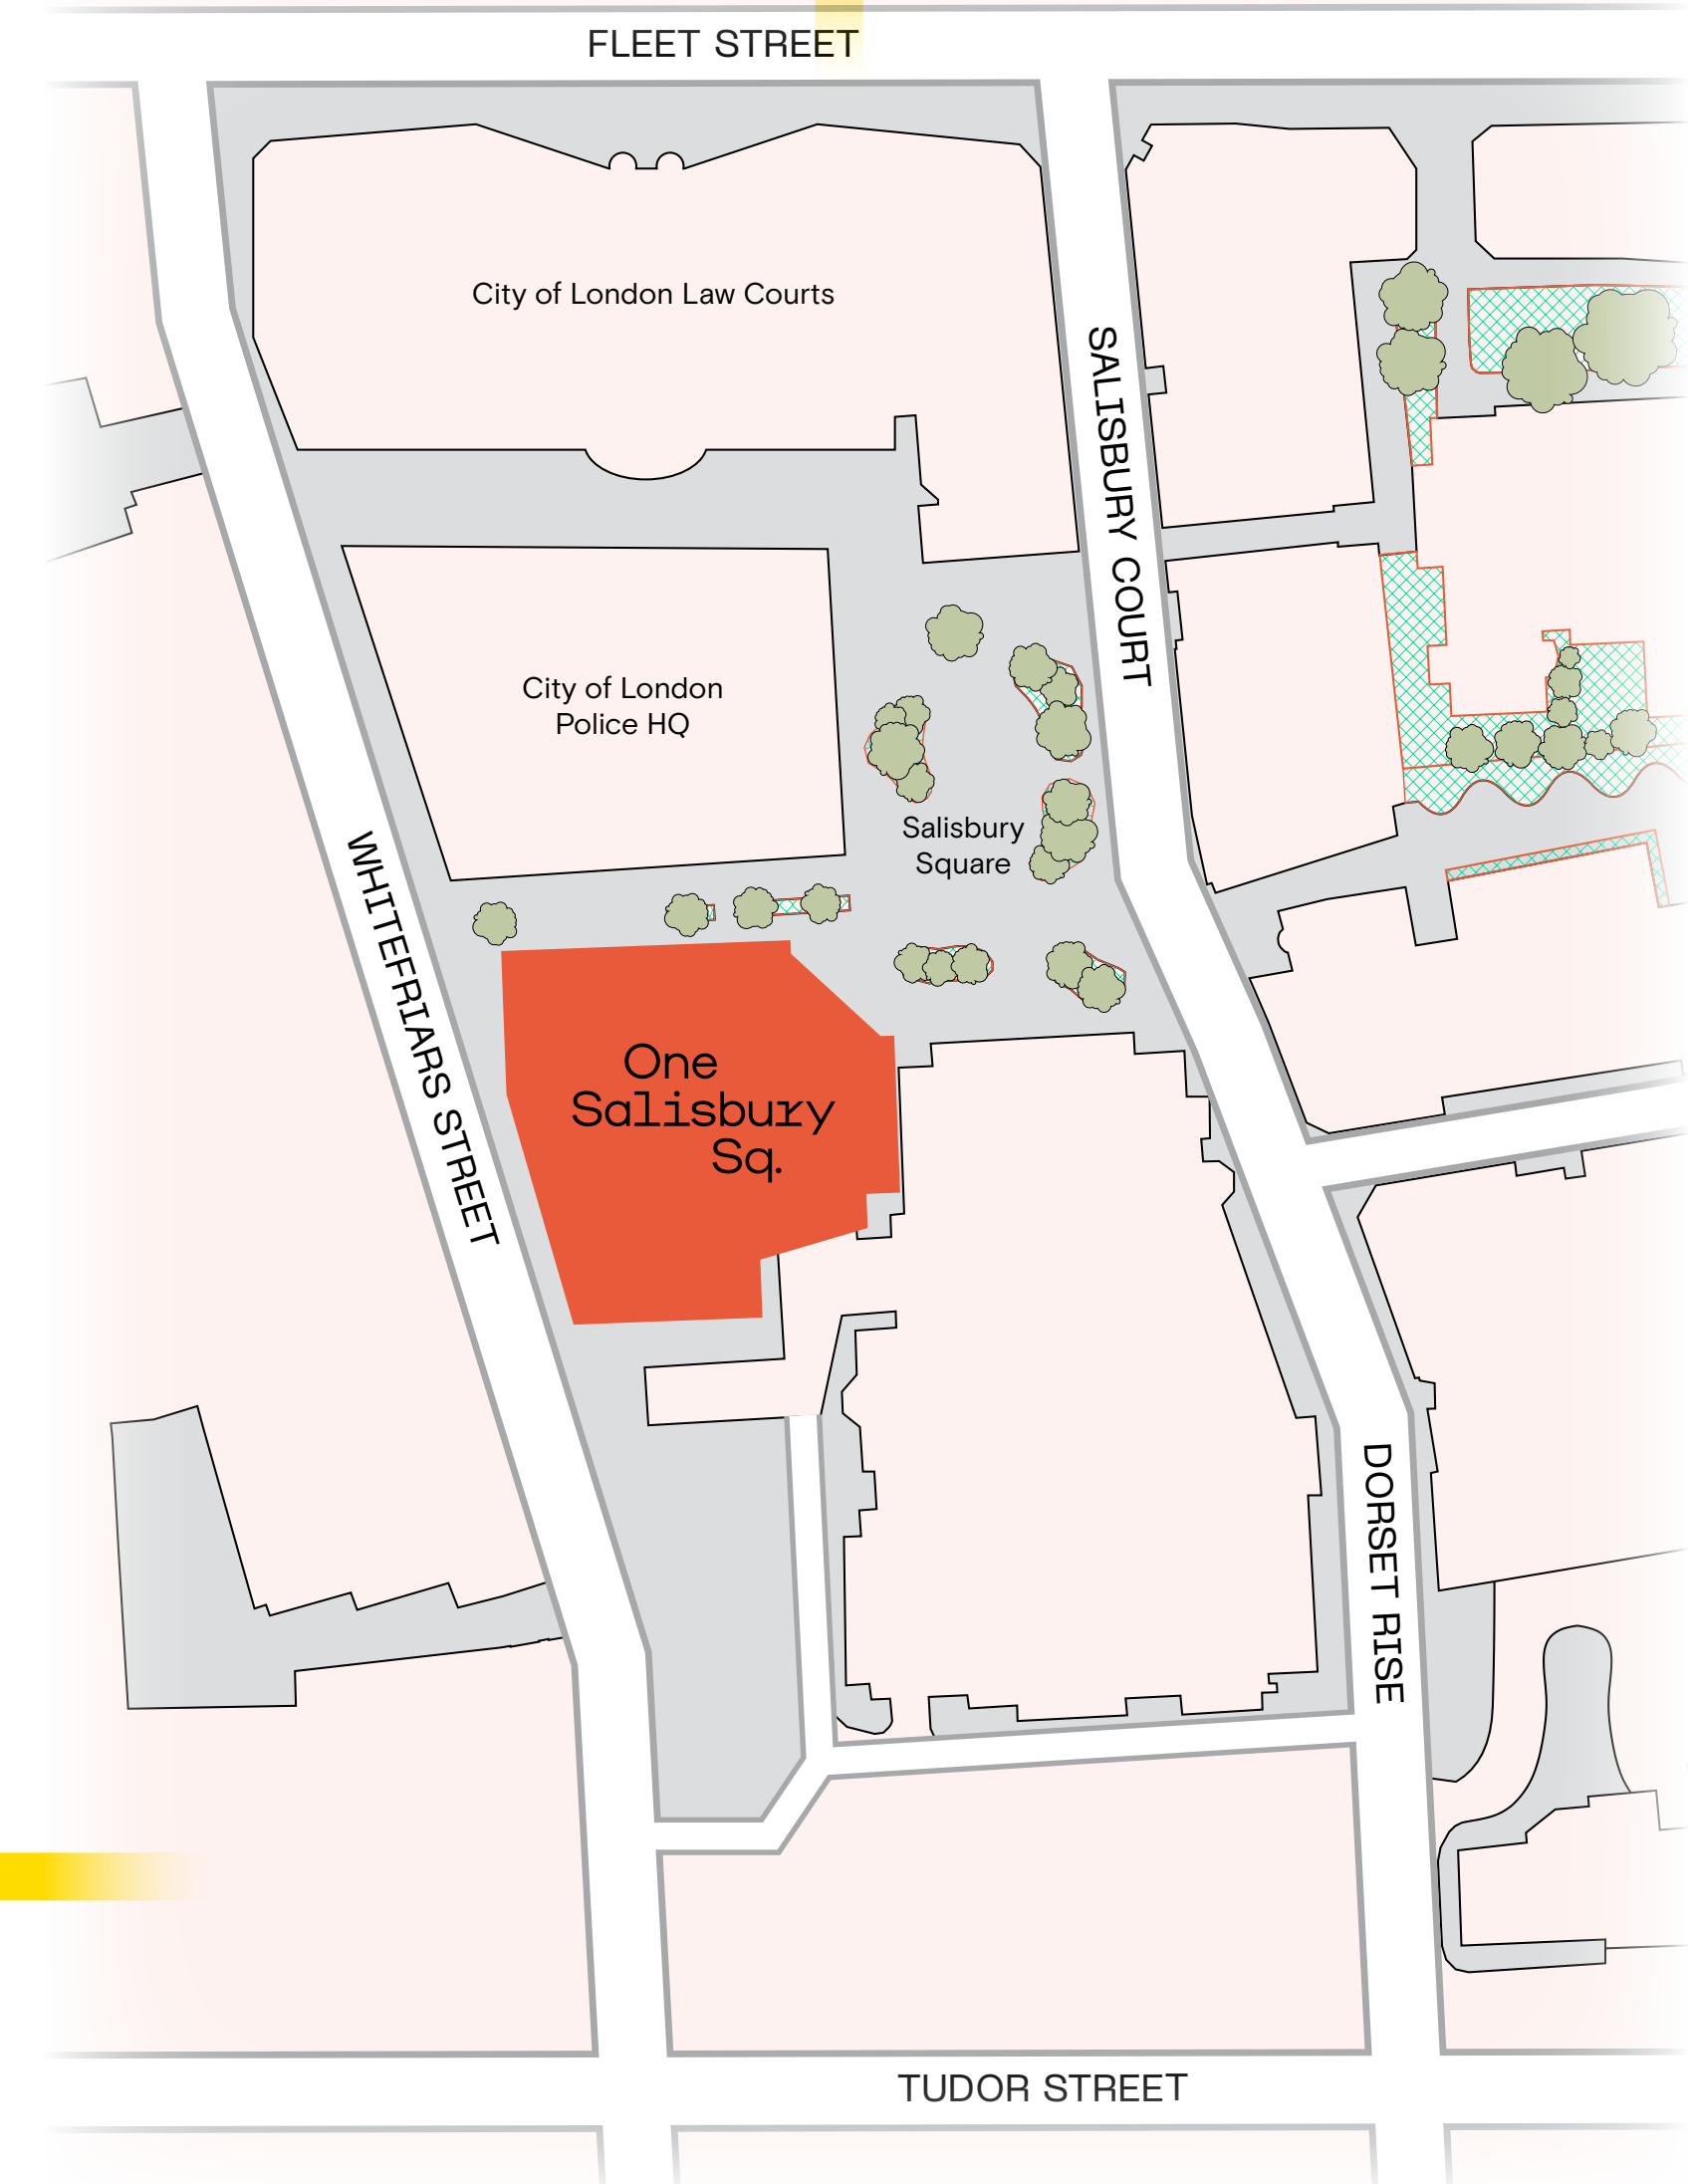 FLEET STREET
City of London Law Courts
SALISBURY COURT
City of London
Police HQ
Salisbury
Square
WHITEFRIARS STREET
One
Salisbury
Sq.
DORSET RISE
TUDOR STREET